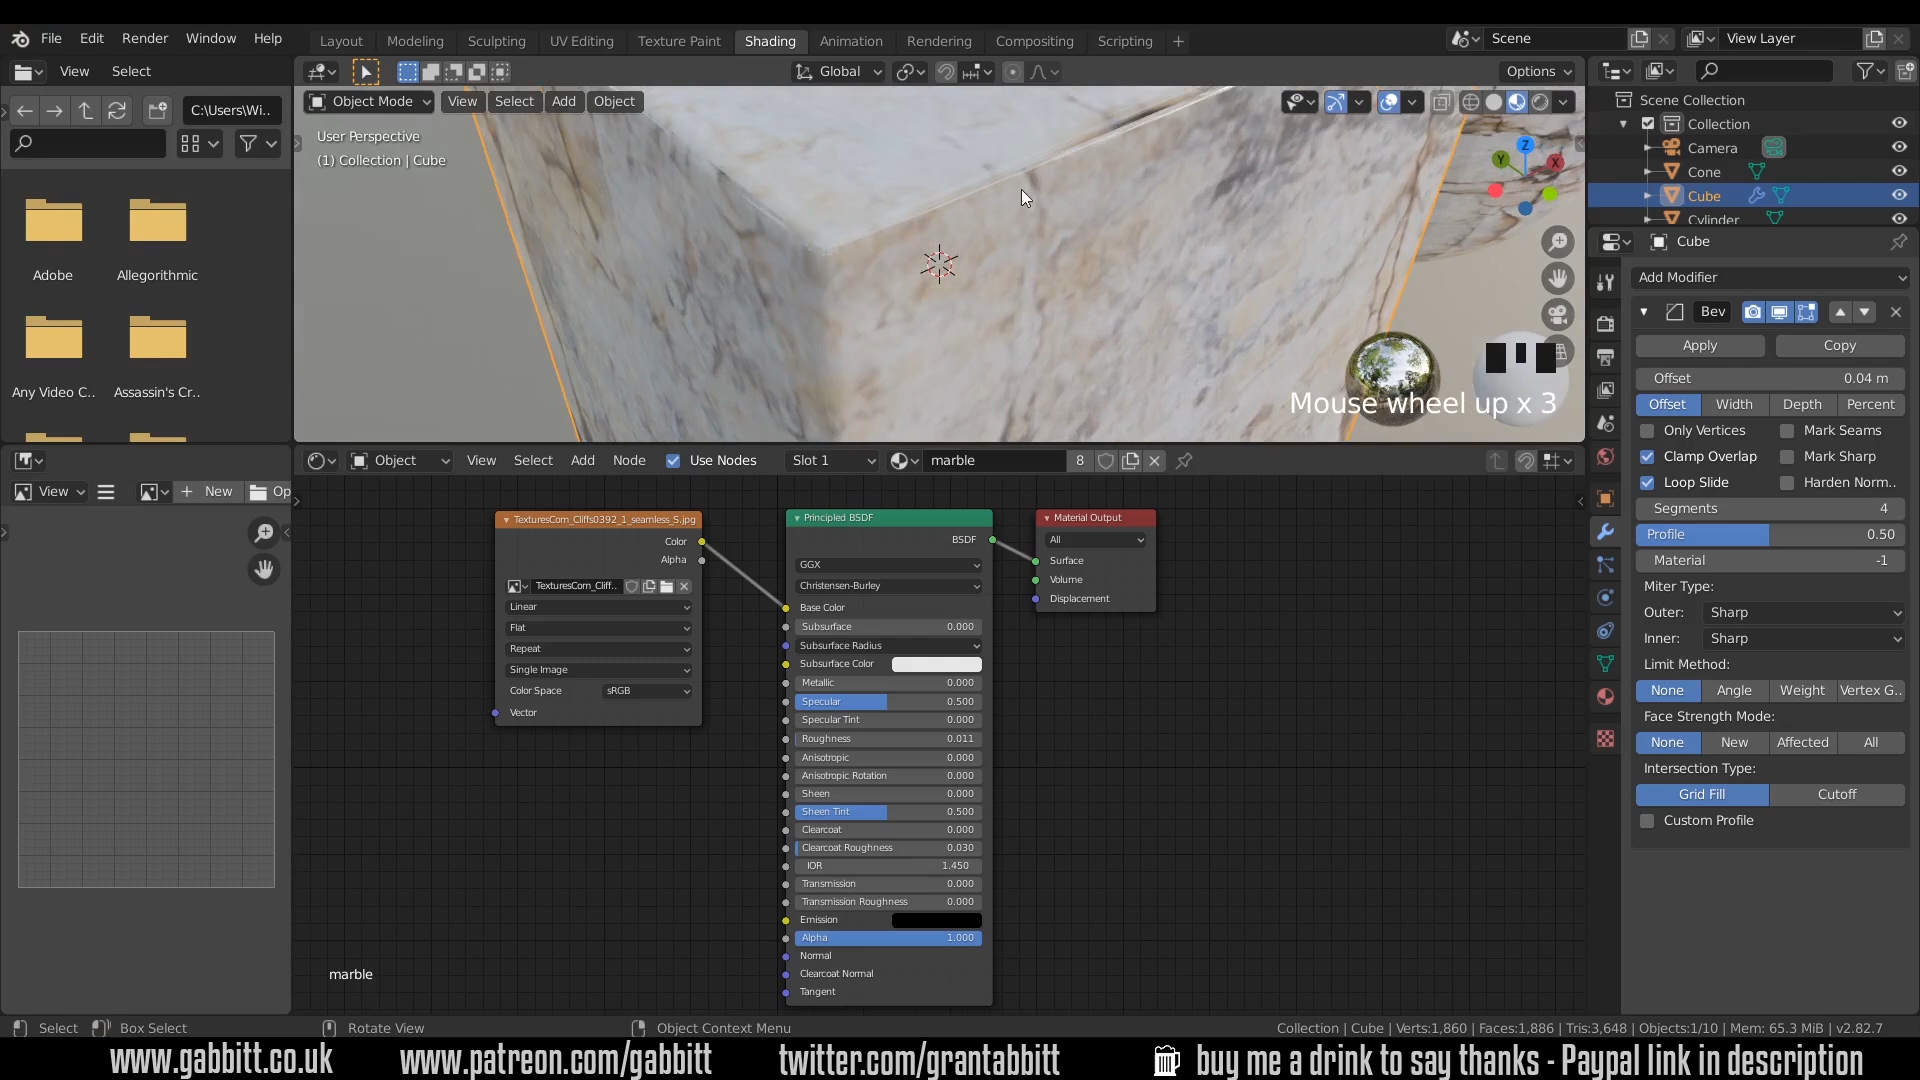 File Edit Render Window Help
Layout Modeling Sculpting UV Editing Texture Paint Shading Animation Rendering Compositing Scripting +
Scene
View Layer
View Select
Global
Options
C:\Users\Wi..
Object Mode View Select Add Object
User Perspective
(1) Collection | Cube
Z
Y
X
Adobe
Allegorithmic
Any Video C..
Assassin's Cr..
Mouse wheel up x 3
Scene Collection
Collection
Camera
Cone
Cube
Cylinder
Cube
Add Modifier
Bev
Apply Copy
Offset 0.04 m
Offset Width Depth Percent
Only Vertices Mark Seams
Clamp Overlap Mark Sharp
Loop Slide Harden Norm..
Segments 4
Profile 0.50
Material -1
Miter Type:
Outer: Sharp
Inner: Sharp
Limit Method:
None Angle Weight Vertex G..
Face Strength Mode:
None New Affected All
Intersection Type:
Grid Fill Cutoff
Custom Profile
View New Op
Object View Select Add Node Use Nodes Slot 1 marble 8
TexturesCom_Cliffs0392_1_seamless_S.jpg
Color
Alpha
TexturesCom_Cliff..
Linear
Flat
Repeat
Single Image
Color Space sRGB
Vector
Principled BSDF
BSDF
GGX
Christensen-Burley
Base Color
Subsurface 0.000
Subsurface Radius
Subsurface Color
Metallic 0.000
Specular 0.500
Specular Tint 0.000
Roughness 0.011
Anisotropic 0.000
Anisotropic Rotation 0.000
Sheen 0.000
Sheen Tint 0.500
Clearcoat 0.000
Clearcoat Roughness 0.030
IOR 1.450
Transmission 0.000
Transmission Roughness 0.000
Emission
Alpha 1.000
Normal
Clearcoat Normal
Tangent
Material Output
All
Surface
Volume
Displacement
marble
Select Box Select Rotate View Object Context Menu
Collection | Cube | Verts:1,860 | Faces:1,886 | Tris:3,648 | Objects:1/10 | Mem: 65.3 MiB | v2.82.7
www.gabbitt.co.uk www.patreon.com/gabbitt twitter.com/grantabbitt buy me a drink to say thanks - Paypal link in description